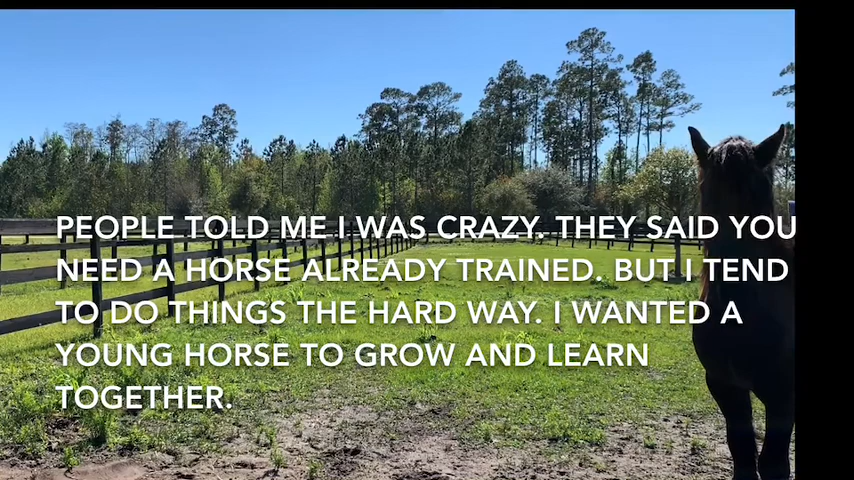 PEOPLE TOLD ME I WAS CRAZY. THEY SAID YOU
NEED A HORSE ALREADY TRAINED. BUT I TEND
TO DO THINGS THE HARD WAY. I WANTED A
YOUNG HORSE TO GROW AND LEARN
TOGETHER.